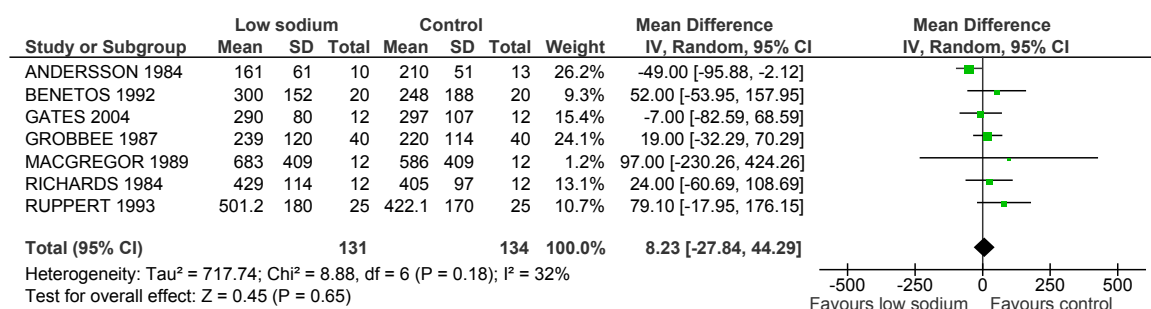 Low sodium Control Mean Difference Mean Difference
Study or Subgroup Mean SD Total Mean SD Total Weight IV, Random, 95% CI IV, Random, 95% CI
ANDERSSON 1984 161 61 10 210 51 13 26.2% -49.00 [-95.88, -2.12]
BENETOS 1992 300 152 20 248 188 20 9.3% 52.00 [-53.95, 157.95]
GATES 2004 290 80 12 297 107 12 15.4% -7.00 [-82.59, 68.59]
GROBBEE 1987 239 120 40 220 114 40 24.1% 19.00 [-32.29, 70.29]
MACGREGOR 1989 683 409 12 586 409 12 1.2% 97.00 [-230.26, 424.26]
RICHARDS 1984 429 114 12 405 97 12 13.1% 24.00 [-60.69, 108.69]
RUPPERT 1993 501.2 180 25 422.1 170 25 10.7% 79.10 [-17.95, 176.15]
Total (95% CI) 131 134 100.0% 8.23 [-27.84, 44.29]
Heterogeneity: Tau² = 717.74; Chi² = 8.88, df = 6 (P = 0.18); I² = 32%
Test for overall effect: Z = 0.45 (P = 0.65)
-500 -250 0 250 500
Favours low sodium Favours control